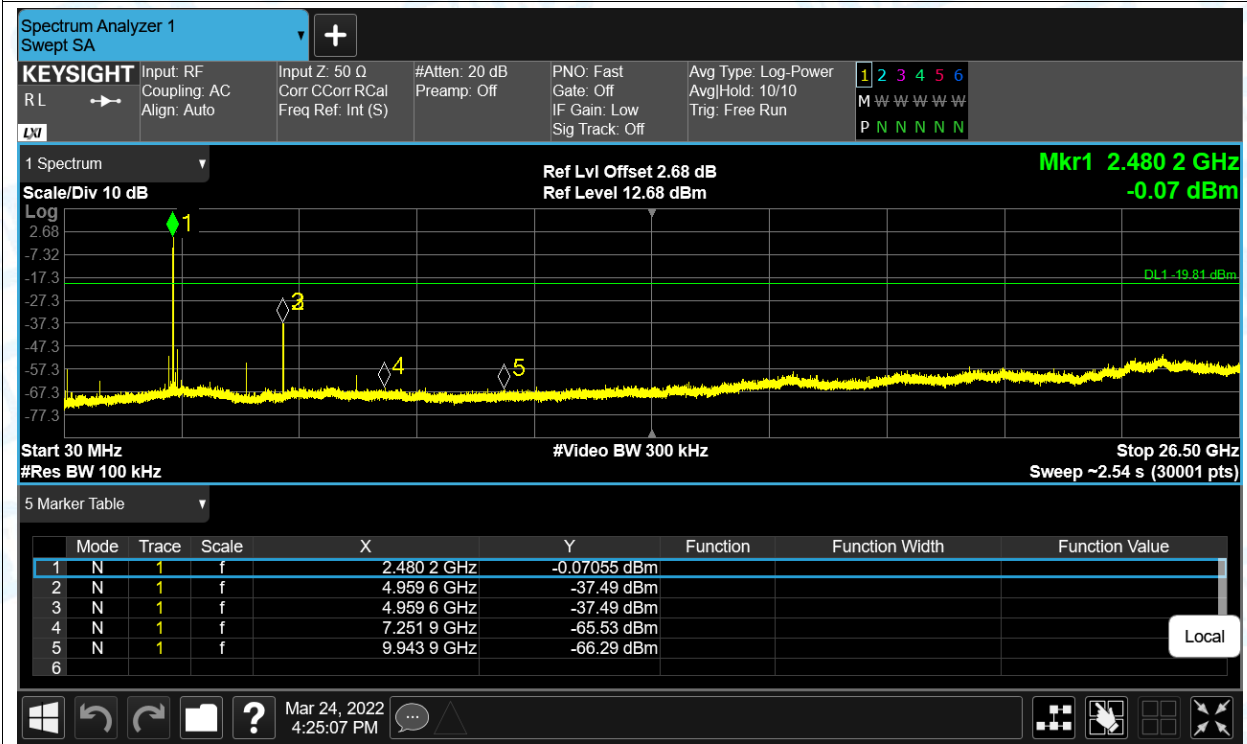 Spectrum Analyzer 1
Swept SA
KEYSIGHT
R L
LXI
Input: RF
Coupling: AC
Align: Auto
Input Z: 50 Ω
Corr CCorr RCal
Freq Ref: Int (S)
#Atten: 20 dB
Preamp: Off
PNO: Fast
Gate: Off
IF Gain: Low
Sig Track: Off
Avg Type: Log-Power
Avg|Hold: 10/10
Trig: Free Run
1 2 3 4 5 6
M W W W W W
P N N N N N
1 Spectrum
Scale/Div 10 dB
Ref Lvl Offset 2.68 dB
Ref Level 12.68 dBm
Mkr1 2.480 2 GHz
-0.07 dBm
Log
2.68
-7.32
-17.3
-27.3
-37.3
-47.3
-57.3
-67.3
-77.3
1
3
4
5
DL1 -19.81 dBm
Start 30 MHz
#Res BW 100 kHz
#Video BW 300 kHz
Stop 26.50 GHz
Sweep ~2.54 s (30001 pts)
5 Marker Table
Mode Trace Scale X Y Function Function Width Function Value
1 N 1 f 2.480 2 GHz -0.07055 dBm
2 N 1 f 4.959 6 GHz -37.49 dBm
3 N 1 f 4.959 6 GHz -37.49 dBm
4 N 1 f 7.251 9 GHz -65.53 dBm
5 N 1 f 9.943 9 GHz -66.29 dBm
6
Local
?
Mar 24, 2022
4:25:07 PM